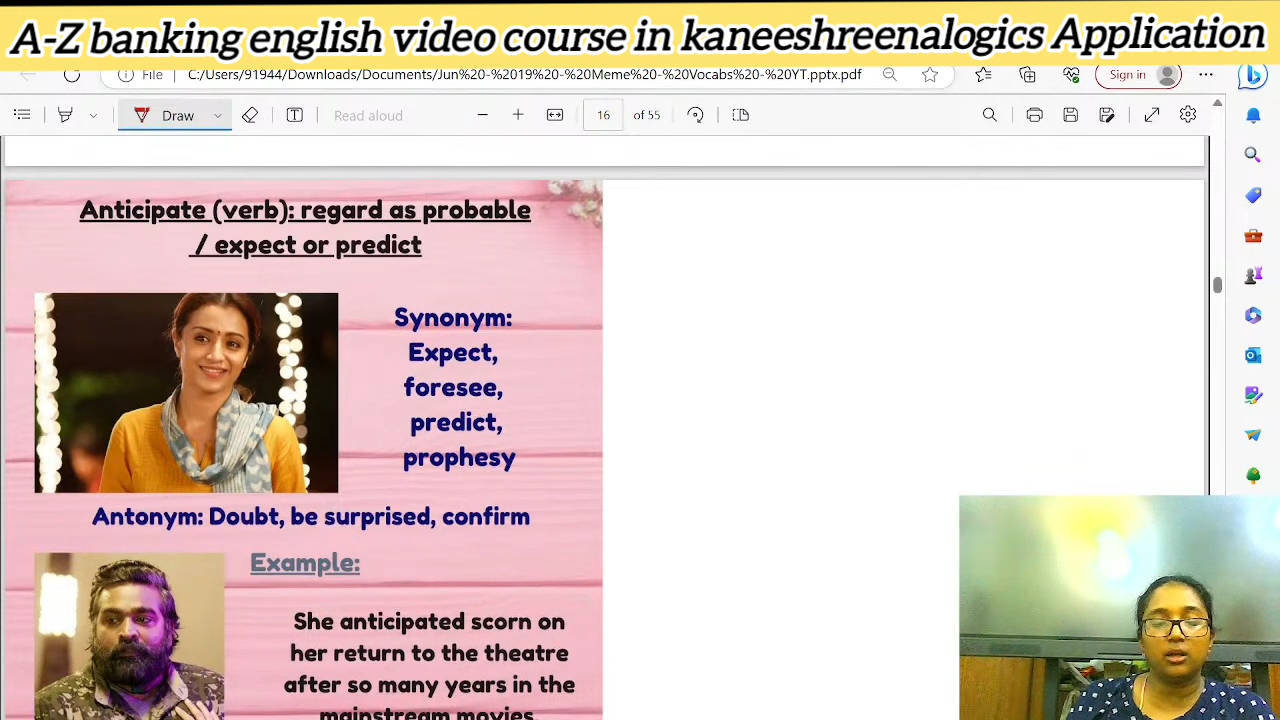 A-Z banking english video course in kaneeshreenalogics Application
File C:/Users/91944/Downloads/Documents/Jun%20-%2019%20-%20Meme%20-%20Vocabs%20-%20YT.pptx.pdf Sign in
Draw Read aloud 16 of 55
Anticipate (verb): regard as probable
/ expect or predict
Synonym:
Expect,
foresee,
predict,
prophesy
Antonym: Doubt, be surprised, confirm
Example:
She anticipated scorn on
her return to the theatre
after so many years in the
mainstream movies.